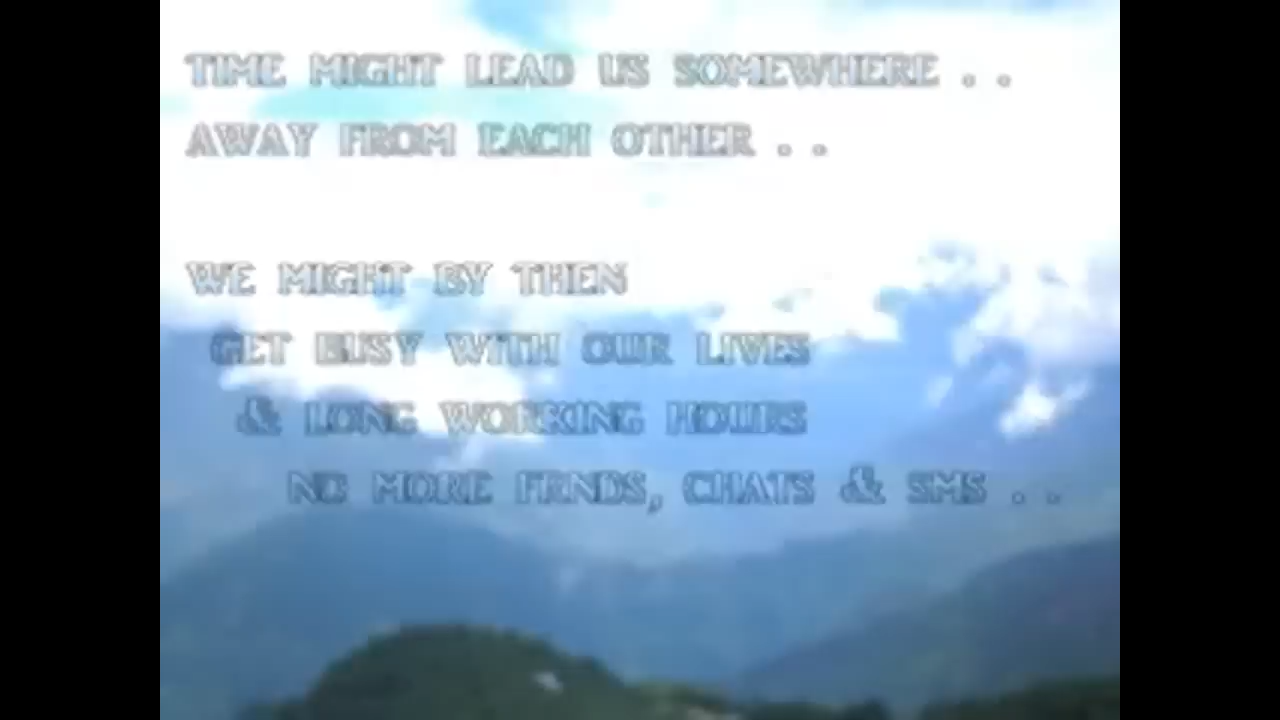 TIME MIGHT LEAD US SOMEWHERE . .
AWAY FROM EACH OTHER . .
WE MIGHT BY THEN
GET BUSY WITH OUR LIVES
& LONG WORKING HOURS
NO MORE FRNDS, CHATS & SMS . .